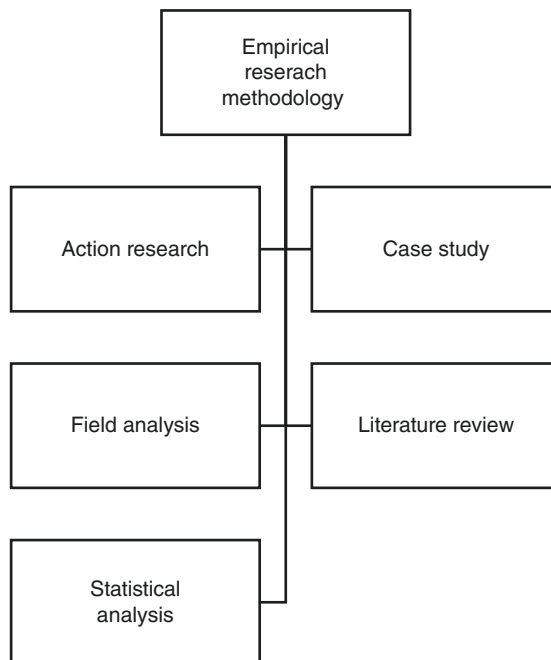 Empirical
reserach
methodology
Action research
Case study
Field analysis
Literature review
Statistical
analysis